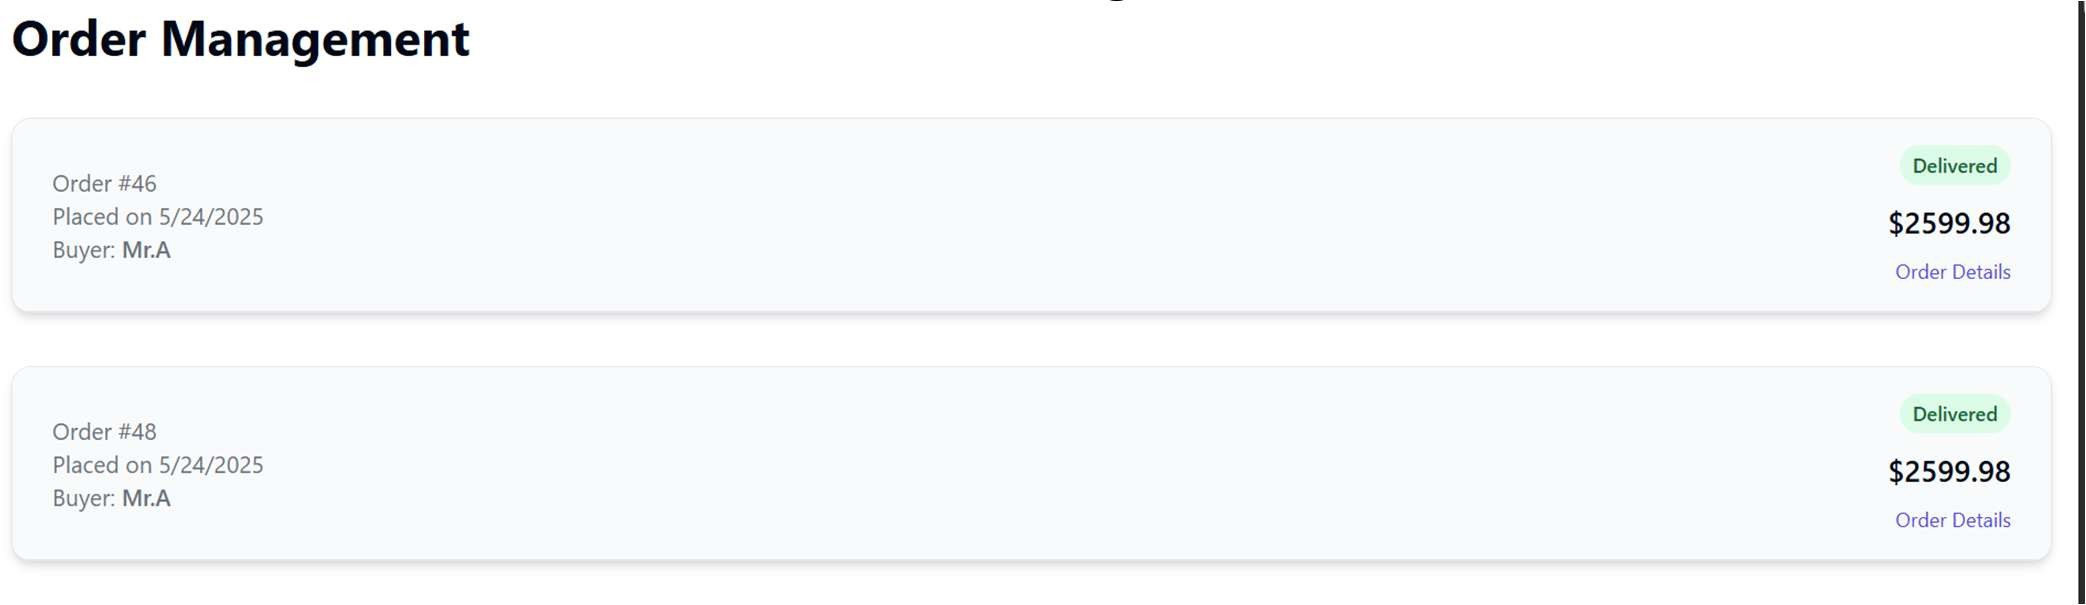 Order Management
Order #46
Placed on 5/24/2025
Buyer: Mr.A
Delivered
$2599.98
Order Details
Order #48
Placed on 5/24/2025
Buyer: Mr.A
Delivered
$2599.98
Order Details